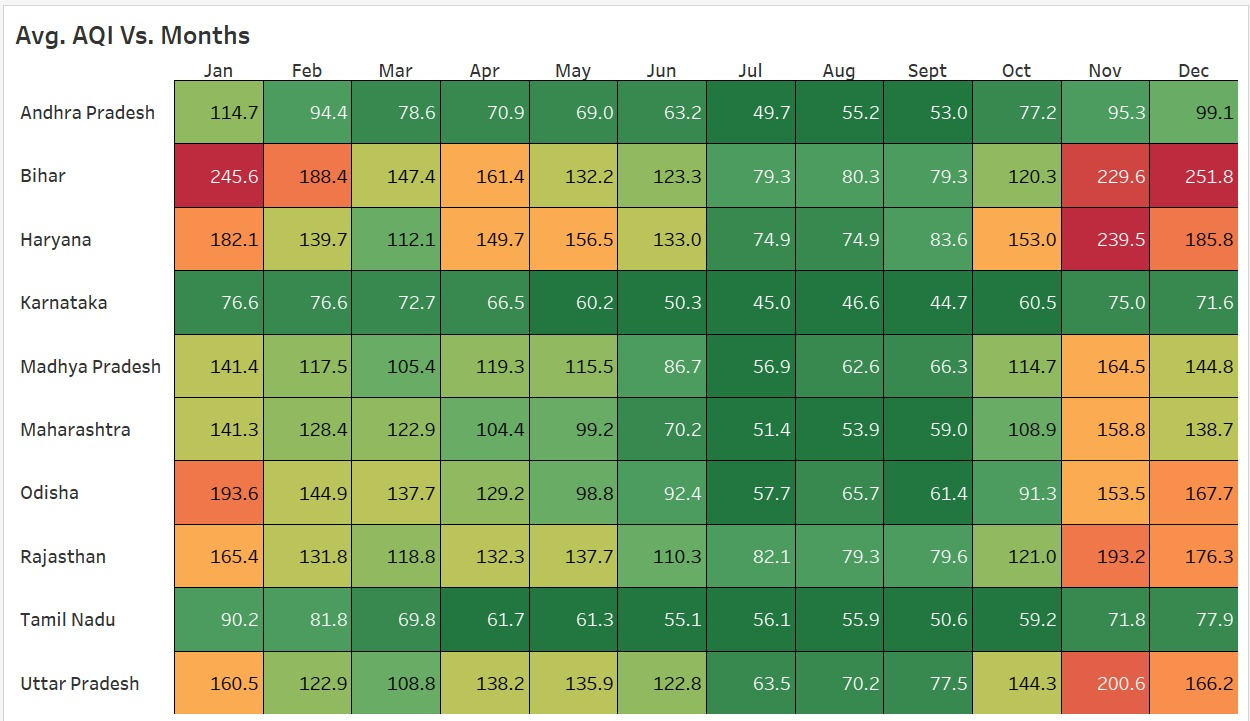 Avg. AQI Vs. Months
Jan Feb Mar Apr May Jun Jul Aug Sept Oct Nov Dec
Andhra Pradesh 114.7 94.4 78.6 70.9 69.0 63.2 49.7 55.2 53.0 77.2 95.3 99.1
Bihar 245.6 188.4 147.4 161.4 132.2 123.3 79.3 80.3 79.3 120.3 229.6 251.8
Haryana 182.1 139.7 112.1 149.7 156.5 133.0 74.9 74.9 83.6 153.0 239.5 185.8
Karnataka 76.6 76.6 72.7 66.5 60.2 50.3 45.0 46.6 44.7 60.5 75.0 71.6
Madhya Pradesh 141.4 117.5 105.4 119.3 115.5 86.7 56.9 62.6 66.3 114.7 164.5 144.8
Maharashtra 141.3 128.4 122.9 104.4 99.2 70.2 51.4 53.9 59.0 108.9 158.8 138.7
Odisha 193.6 144.9 137.7 129.2 98.8 92.4 57.7 65.7 61.4 91.3 153.5 167.7
Rajasthan 165.4 131.8 118.8 132.3 137.7 110.3 82.1 79.3 79.6 121.0 193.2 176.3
Tamil Nadu 90.2 81.8 69.8 61.7 61.3 55.1 56.1 55.9 50.6 59.2 71.8 77.9
Uttar Pradesh 160.5 122.9 108.8 138.2 135.9 122.8 63.5 70.2 77.5 144.3 200.6 166.2